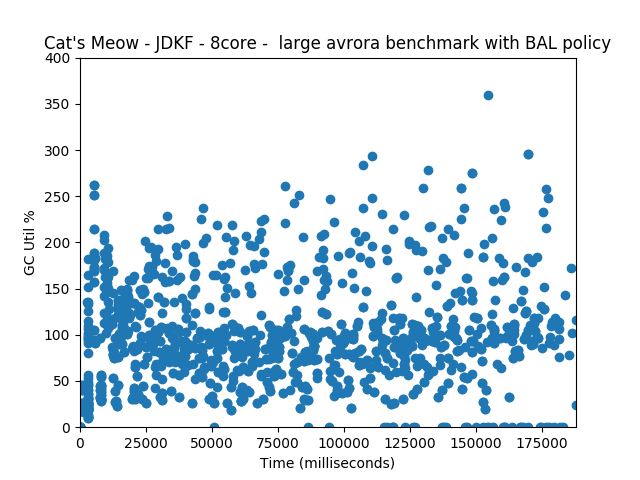 Cat's Meow - JDKF - 8core -  large avrora benchmark with BAL policy
400
350
300
250
200
150
100
50
0
GC Util %
0 25000 50000 75000 100000 125000 150000 175000
Time (milliseconds)